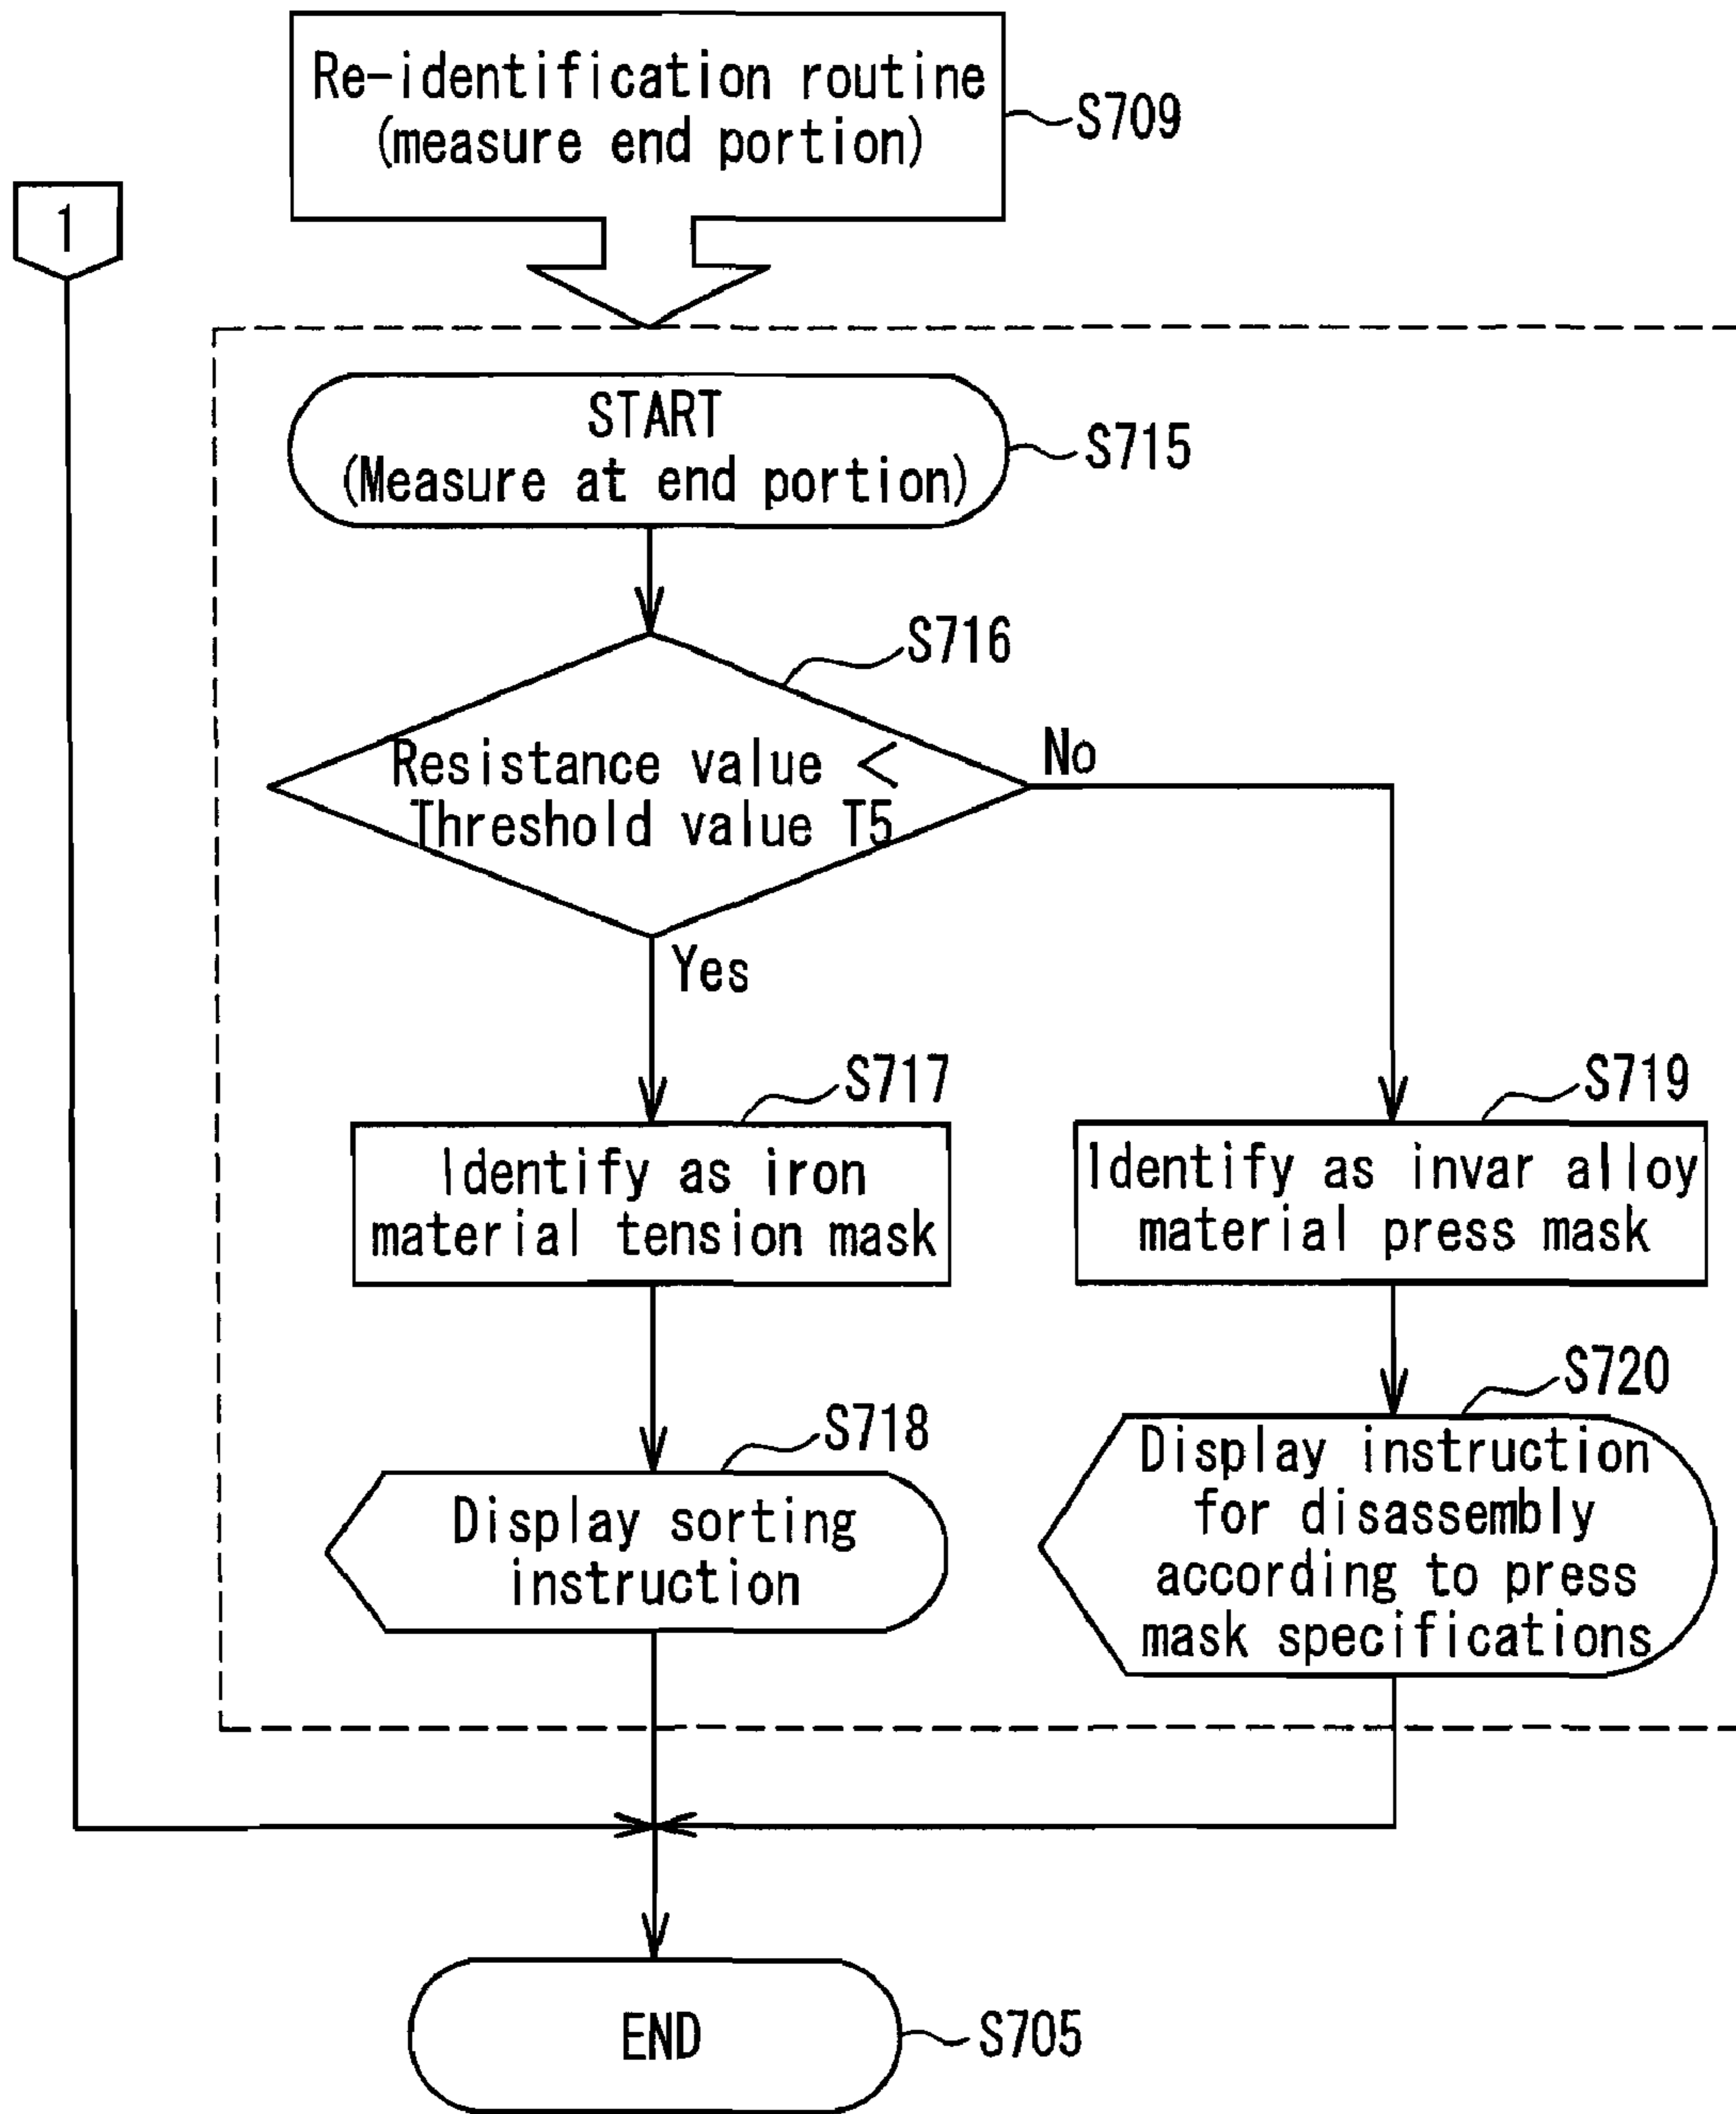 Re-identification routine
(measure end portion)
S709
1
START
(Measure at end portion)
S715
S716
Resistance value <
Threshold value T5
No
Yes
S717
S719
Identify as iron
material tension mask
Identify as invar alloy
material press mask
S720
S718
Display sorting
instruction
Display instruction
for disassembly
according to press
mask specifications
END
S705